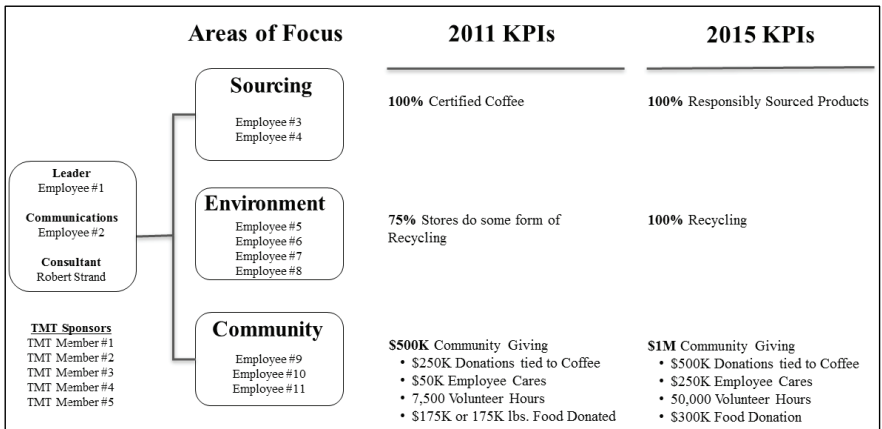 Areas of Focus
2011 KPIs
2015 KPIs
Leader
Employee #1
Communications
Employee #2
Consultant
Robert Strand
TMT Sponsors
TMT Member #1
TMT Member #2
TMT Member #3
TMT Member #4
TMT Member #5
Sourcing
Employee #3
Employee #4
100% Certified Coffee
100% Responsibly Sourced Products
Environment
Employee #5
Employee #6
Employee #7
Employee #8
75% Stores do some form of
Recycling
100% Recycling
Community
Employee #9
Employee #10
Employee #11
$500K Community Giving
• $250K Donations tied to Coffee
• $50K Employee Cares
• 7,500 Volunteer Hours
• $175K or 175K lbs. Food Donated
$1M Community Giving
• $500K Donations tied to Coffee
• $250K Employee Cares
• 50,000 Volunteer Hours
• $300K Food Donation